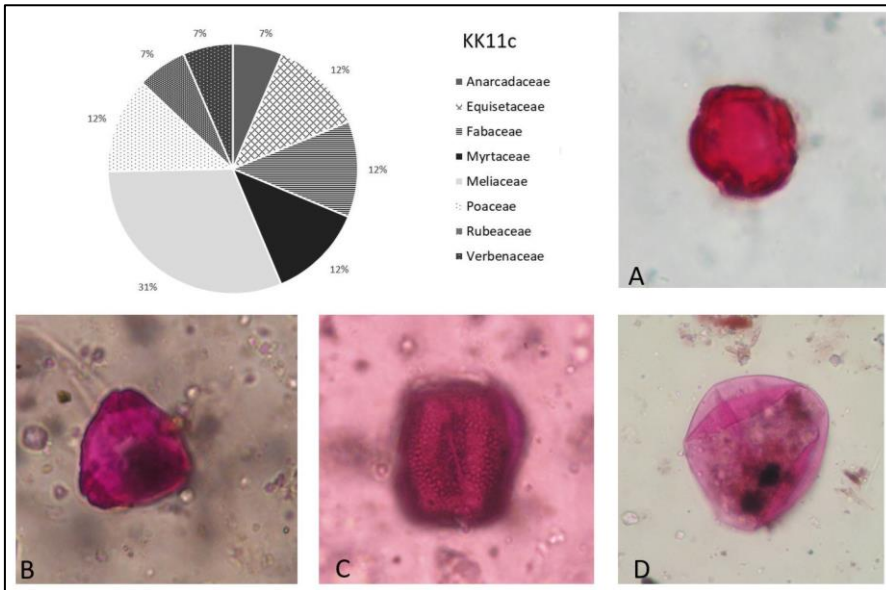 7%
7%
7%
12%
12%
12%
12%
31%
KK11c
Anarcadaceae
Equisetaceae
Fabaceae
Myrtaceae
Meliaceae
Poaceae
Rubeaceae
Verbenaceae
A
B
C
D